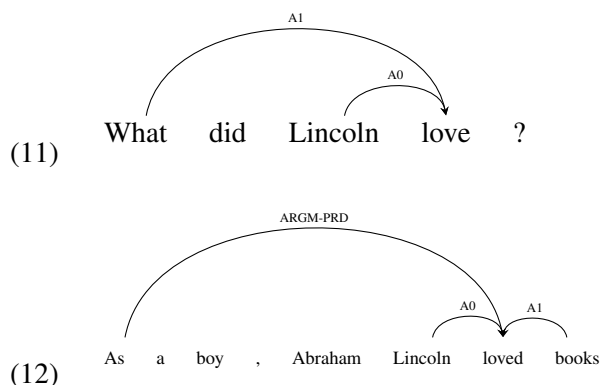 A1
A0
(11) What did Lincoln love ?
ARGM-PRD
A0 A1
(12) As a boy , Abraham Lincoln loved books